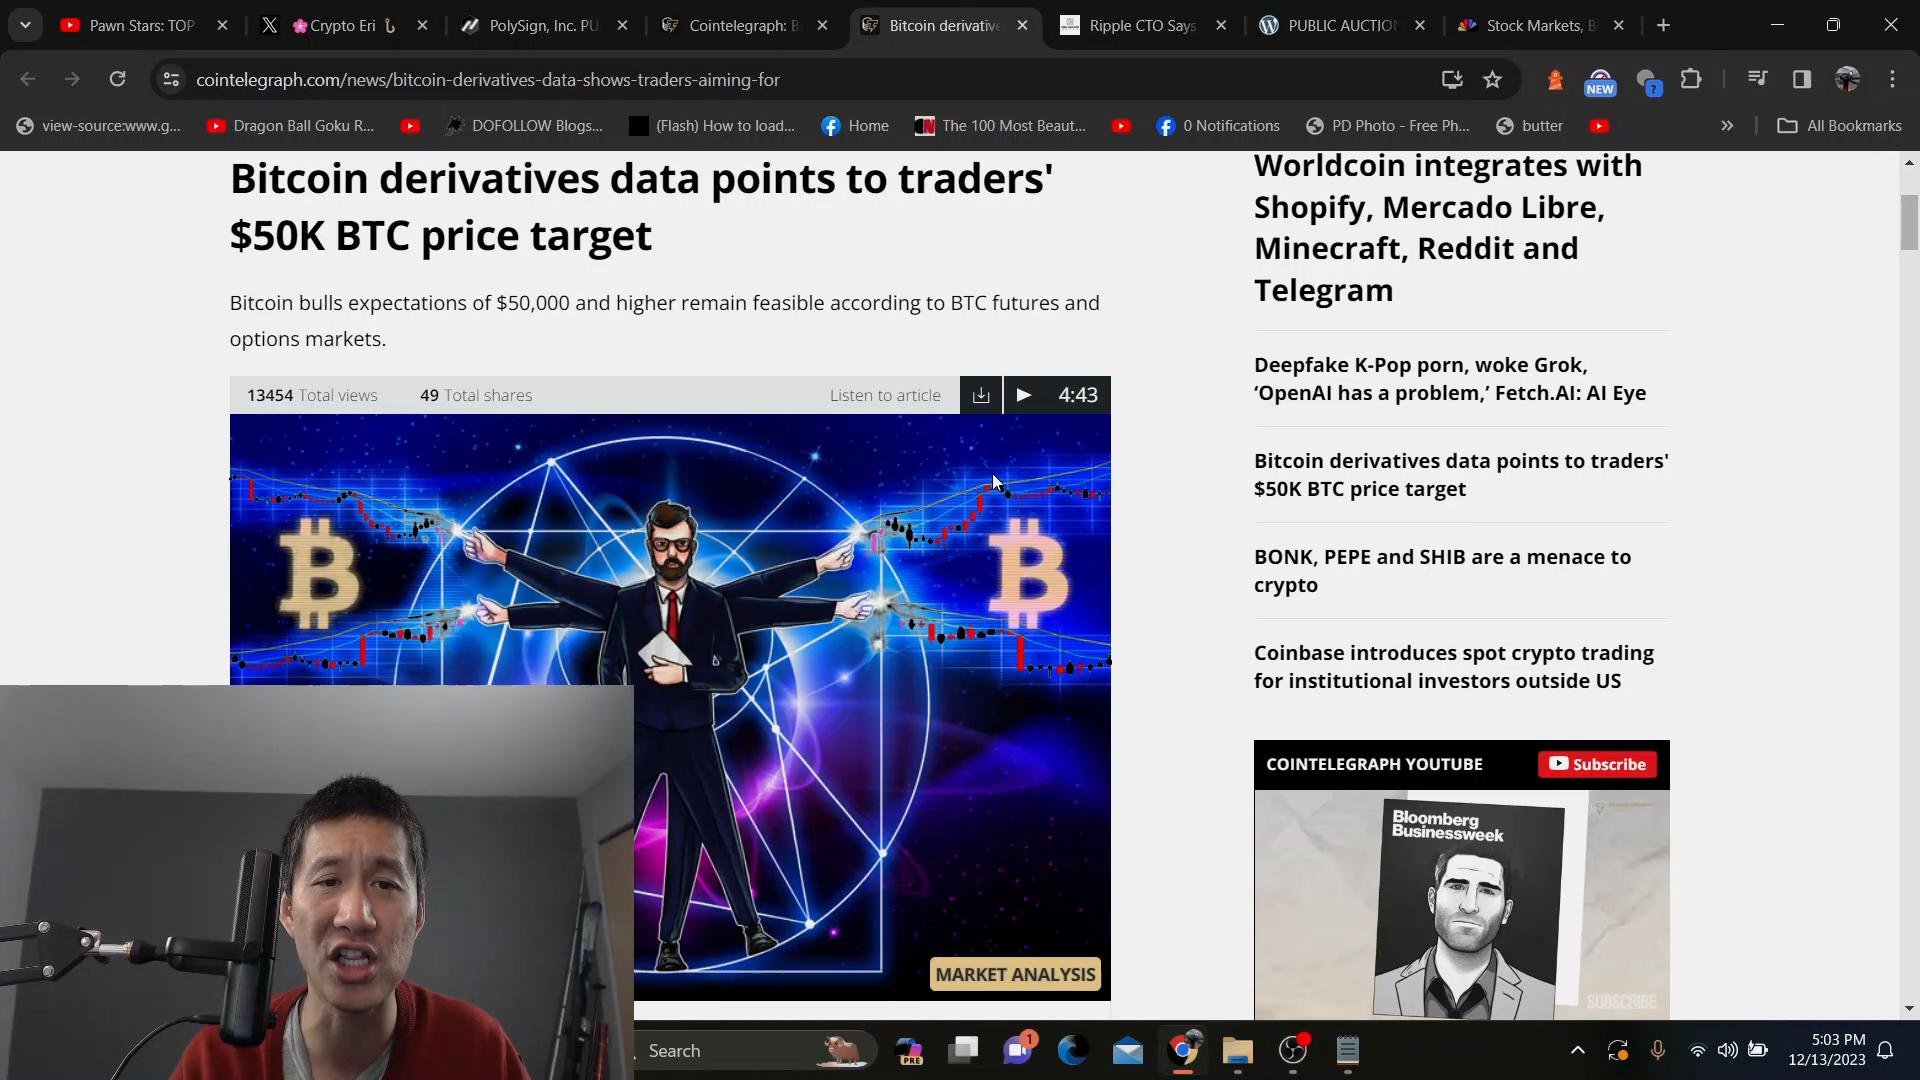 Pawn Stars: TOP
🌸Crypto Eri 🪝
PolySign, Inc. PU
Cointelegraph: B
Bitcoin derivative
Ripple CTO Says
PUBLIC AUCTION
Stock Markets, B
cointelegraph.com/news/bitcoin-derivatives-data-shows-traders-aiming-for
NEW
?
view-source:www.g...
Dragon Ball Goku R...
DOFOLLOW Blogs...
(Flash) How to load...
Home
The 100 Most Beaut...
0 Notifications
PD Photo - Free Ph...
butter
All Bookmarks
Bitcoin derivatives data points to traders'
$50K BTC price target
Bitcoin bulls expectations of $50,000 and higher remain feasible according to BTC futures and
options markets.
13454 Total views
49 Total shares
Listen to article
4:43
MARKET ANALYSIS
Worldcoin integrates with
Shopify, Mercado Libre,
Minecraft, Reddit and
Telegram
Deepfake K-Pop porn, woke Grok,
‘OpenAI has a problem,’ Fetch.AI: AI Eye
Bitcoin derivatives data points to traders'
$50K BTC price target
BONK, PEPE and SHIB are a menace to
crypto
Coinbase introduces spot crypto trading
for institutional investors outside US
COINTELEGRAPH YOUTUBE
Subscribe
Bloomberg
Businessweek
SUBSCRIBE
Search
PRE
1
5:03 PM
12/13/2023